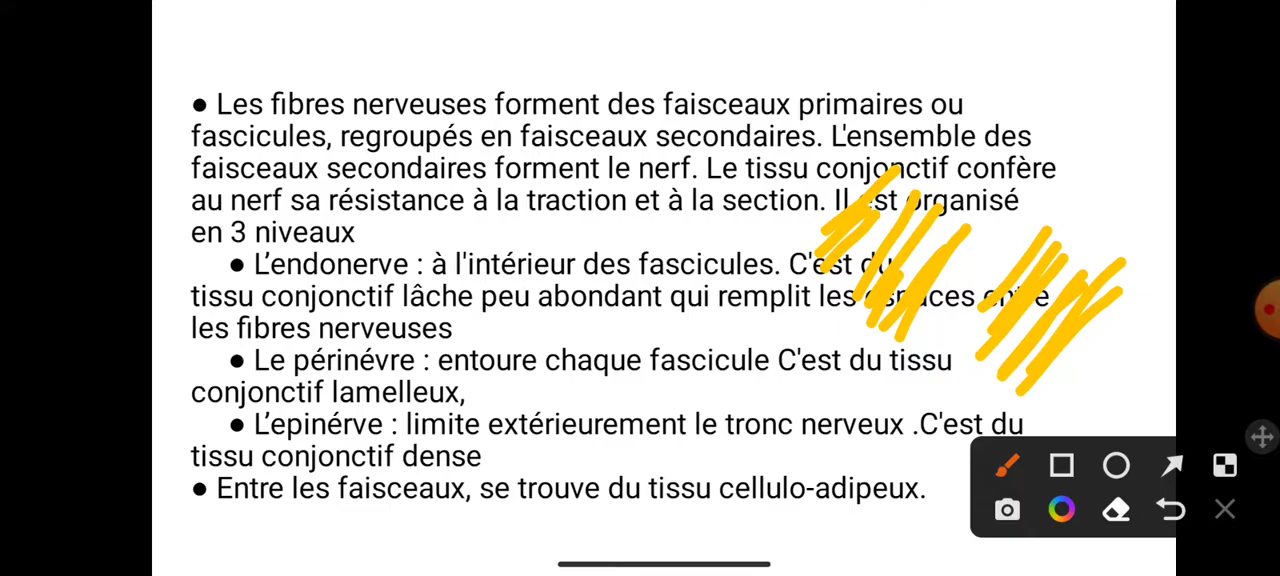 ● Les fibres nerveuses forment des faisceaux primaires ou
fascicules, regroupés en faisceaux secondaires. L'ensemble des
faisceaux secondaires forment le nerf. Le tissu conjonctif confère
au nerf sa résistance à la traction et à la section. Il est organisé
en 3 niveaux
● L'endonerve : à l'intérieur des fascicules. C'est du
tissu conjonctif lâche peu abondant qui remplit les espaces entre
les fibres nerveuses
● Le périnévre : entoure chaque fascicule C'est du tissu
conjonctif lamelleux,
● L'epinérve : limite extérieurement le tronc nerveux .C'est du
tissu conjonctif dense
● Entre les faisceaux, se trouve du tissu cellulo-adipeux.